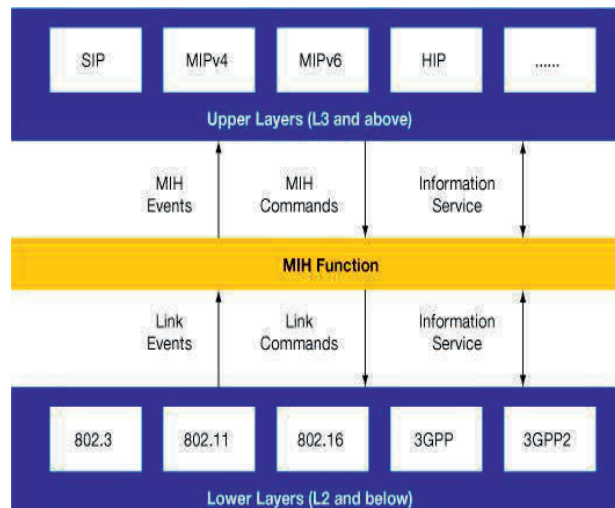 SIP MIPv4 MIPv6 HIP ......
Upper Layers (L3 and above)
MIH Events
MIH Commands
Information Service
MIH Function
Link Events
Link Commands
Information Service
802.3 802.11 802.16 3GPP 3GPP2
Lower Layers (L2 and below)